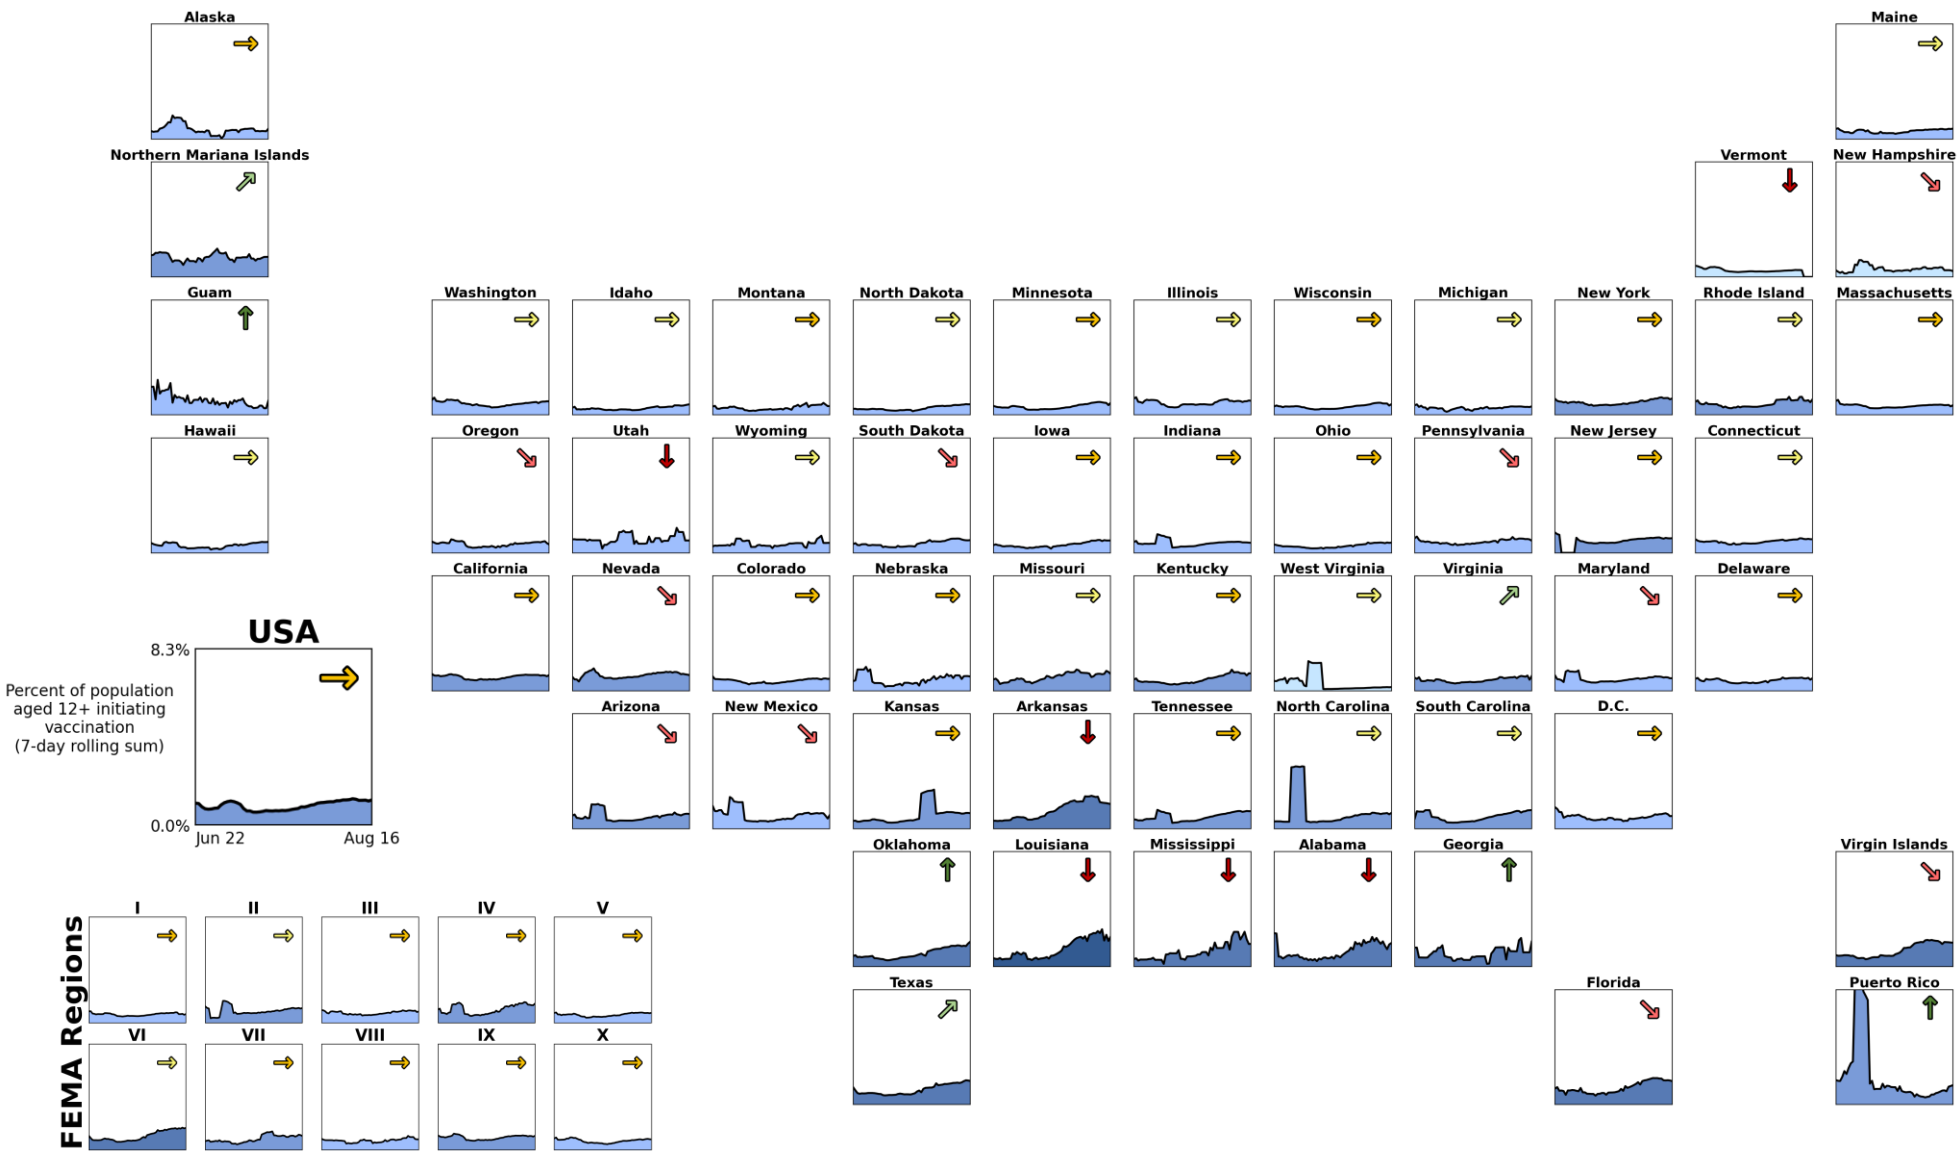 Alaska
Maine
Northern Mariana Islands
Vermont
New Hampshire
Guam
Washington
Idaho
Montana
North Dakota
Minnesota
Illinois
Wisconsin
Michigan
New York
Rhode Island
Massachusetts
Hawaii
Oregon
Utah
Wyoming
South Dakota
Iowa
Indiana
Ohio
Pennsylvania
New Jersey
Connecticut
California
Nevada
Colorado
Nebraska
Missouri
Kentucky
West Virginia
Virginia
Maryland
Delaware
USA
8.3%
Percent of population
aged 12+ initiating
vaccination
(7-day rolling sum)
0.0%
Jun 22
Aug 16
Arizona
New Mexico
Kansas
Arkansas
Tennessee
North Carolina
South Carolina
D.C.
Oklahoma
Louisiana
Mississippi
Alabama
Georgia
Virgin Islands
Texas
Florida
Puerto Rico
FEMA Regions
I
II
III
IV
V
VI
VII
VIII
IX
X